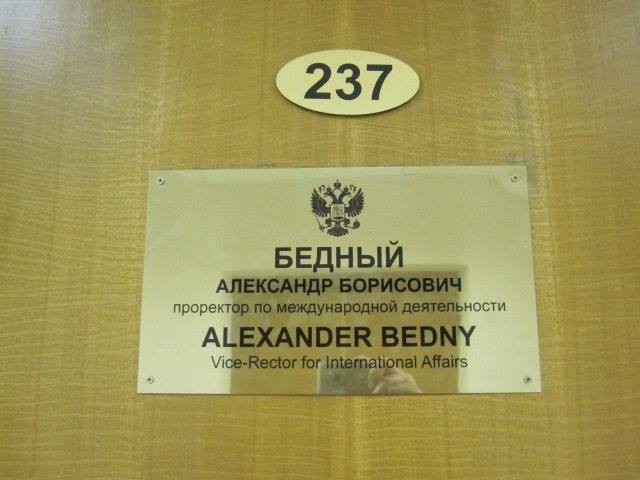 237
БЕДНЫЙ
АЛЕКСАНДР БОРИСОВИЧ
проректор по международной деятельности
ALEXANDER BEDNY
Vice-Rector for International Affairs